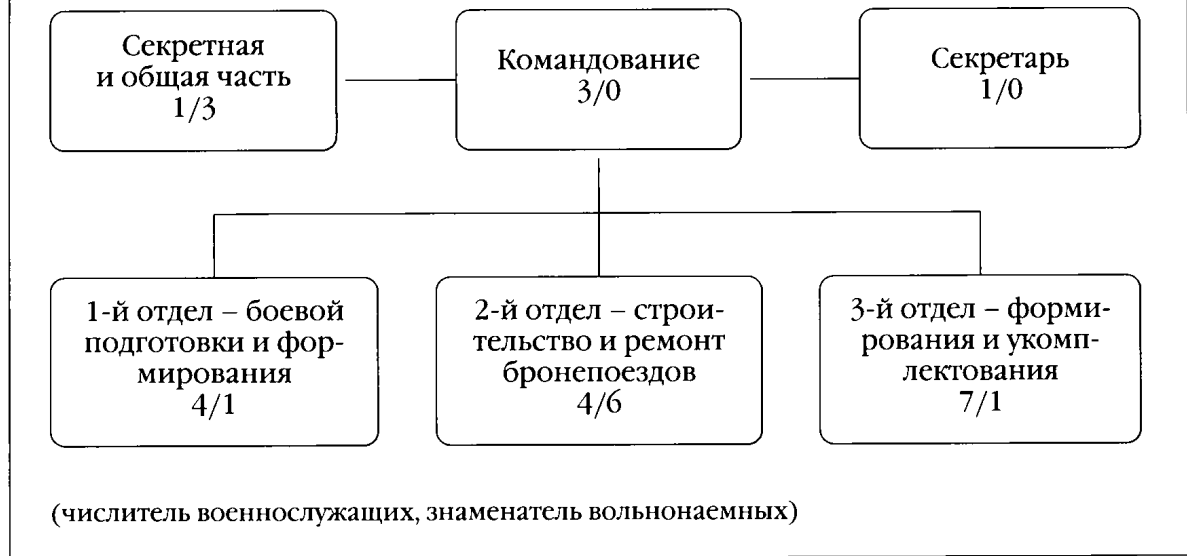 Секретная
и общая часть
1/3
Командование
3/0
Секретарь
1/0
1-й отдел – боевой
подготовки и фор-
мирования
4/1
2-й отдел – строи-
тельство и ремонт
бронепоездов
4/6
3-й отдел – форми-
рования и укомп-
лектования
7/1
(числитель военнослужащих, знаменатель вольнонаемных)